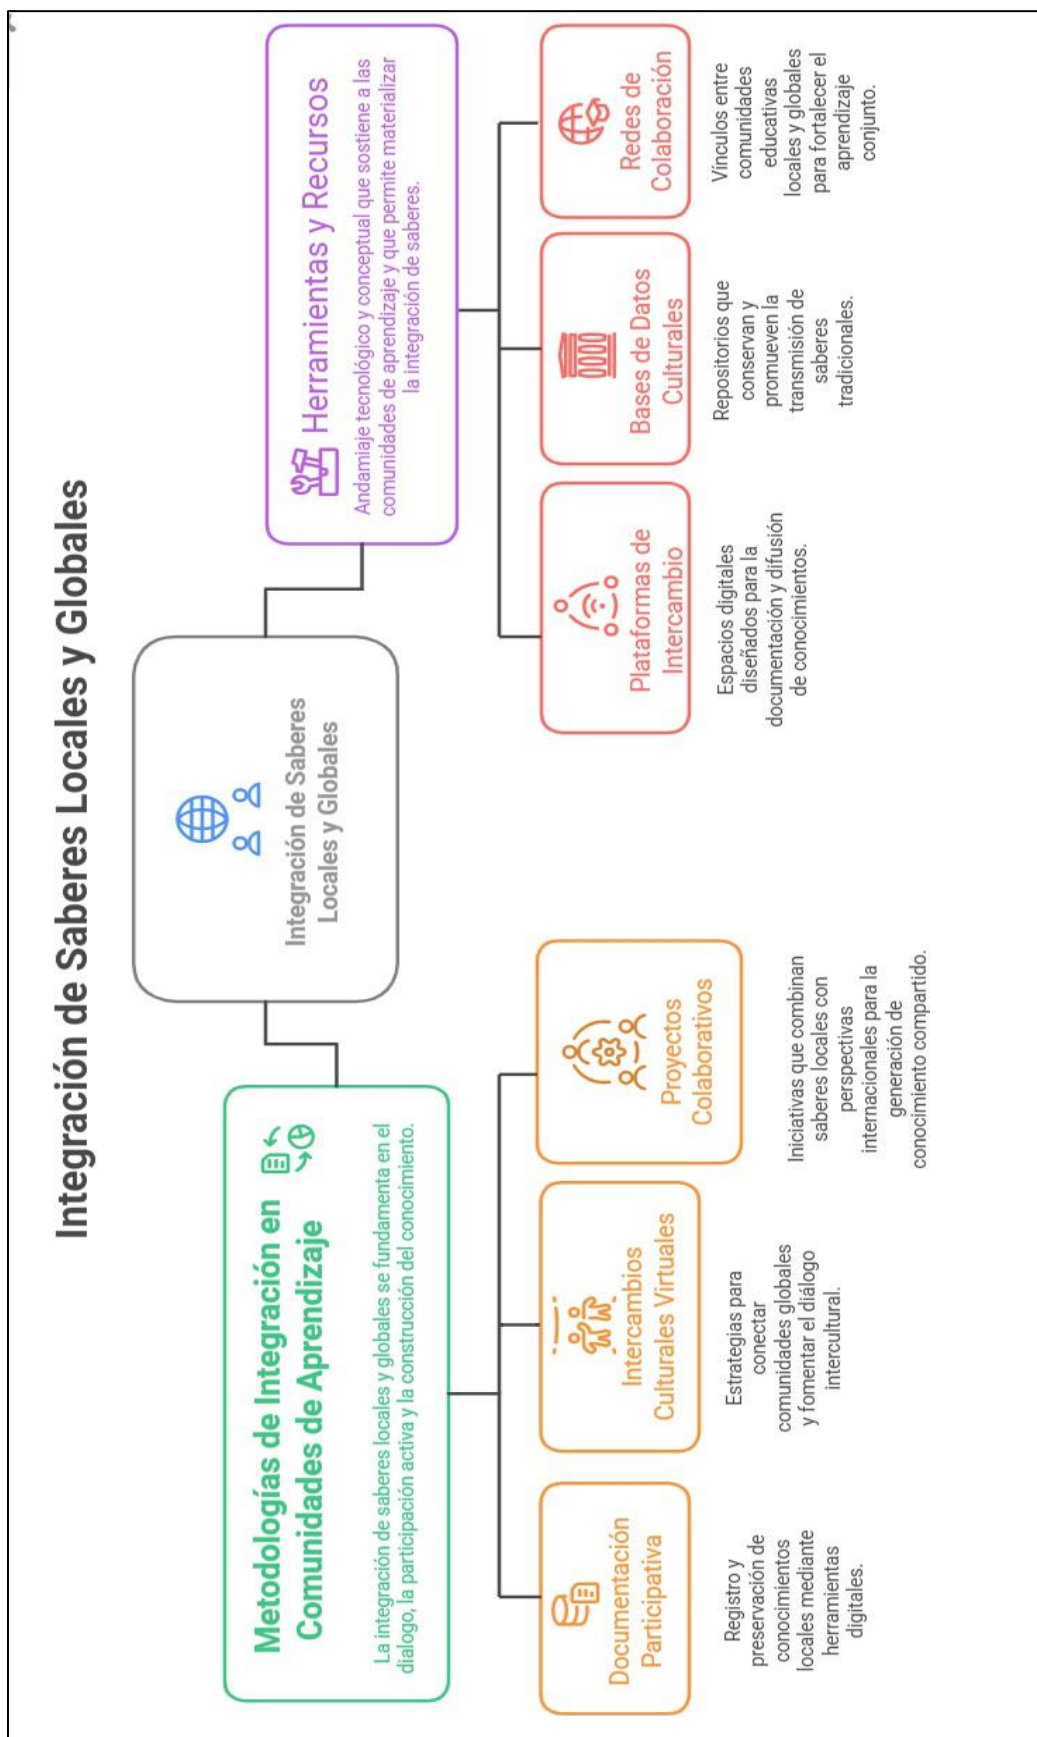 Integración de Saberes Locales y Globales
Integración de Saberes
Locales y Globales
Metodologías de Integración en
Comunidades de Aprendizaje
La integración de saberes locales y globales se fundamenta en el
dialogo, la participación activa y la construcción del conocimiento.
Documentación
Participativa
Registro y
preservación de
conocimientos
locales mediante
herramientas
digitales.
Intercambios
Culturales Virtuales
Estrategias para
conectar
comunidades globales
y fomentar el diálogo
intercultural.
Proyectos
Colaborativos
Iniciativas que combinan
saberes locales con
perspectivas
internacionales para la
generación de
conocimiento compartido.
Herramientas y Recursos
Andamiaje tecnológico y conceptual que sostiene a las
comunidades de aprendizaje y que permite materializar
la integración de saberes.
Plataformas de
Intercambio
Espacios digitales
diseñados para la
documentación y difusión
de conocimientos.
Bases de Datos
Culturales
Repositorios que
conservan y
promueven la
transmisión de
saberes
tradicionales.
Redes de
Colaboración
Vínculos entre
comunidades
educativas
locales y globales
para fortalecer el
aprendizaje
conjunto.